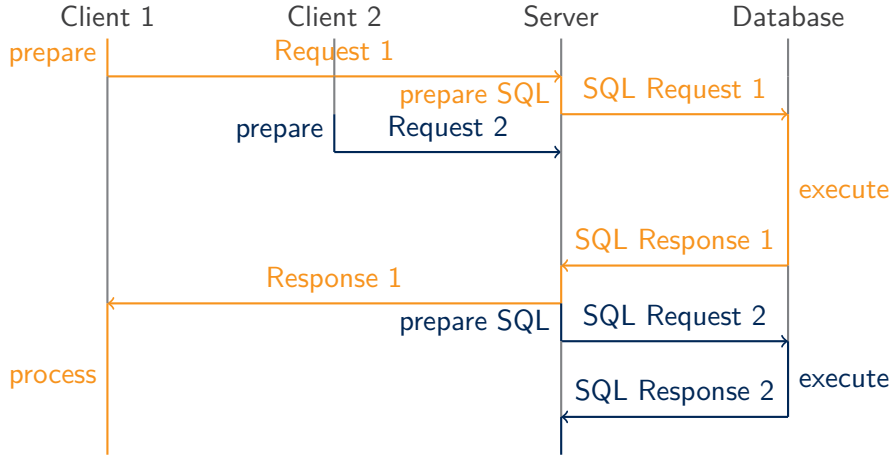 Client 1
Client 2
Server
Database
prepare
Request 1
prepare SQL
SQL Request 1
prepare
Request 2
execute
SQL Response 1
Response 1
prepare SQL
SQL Request 2
process
execute
SQL Response 2